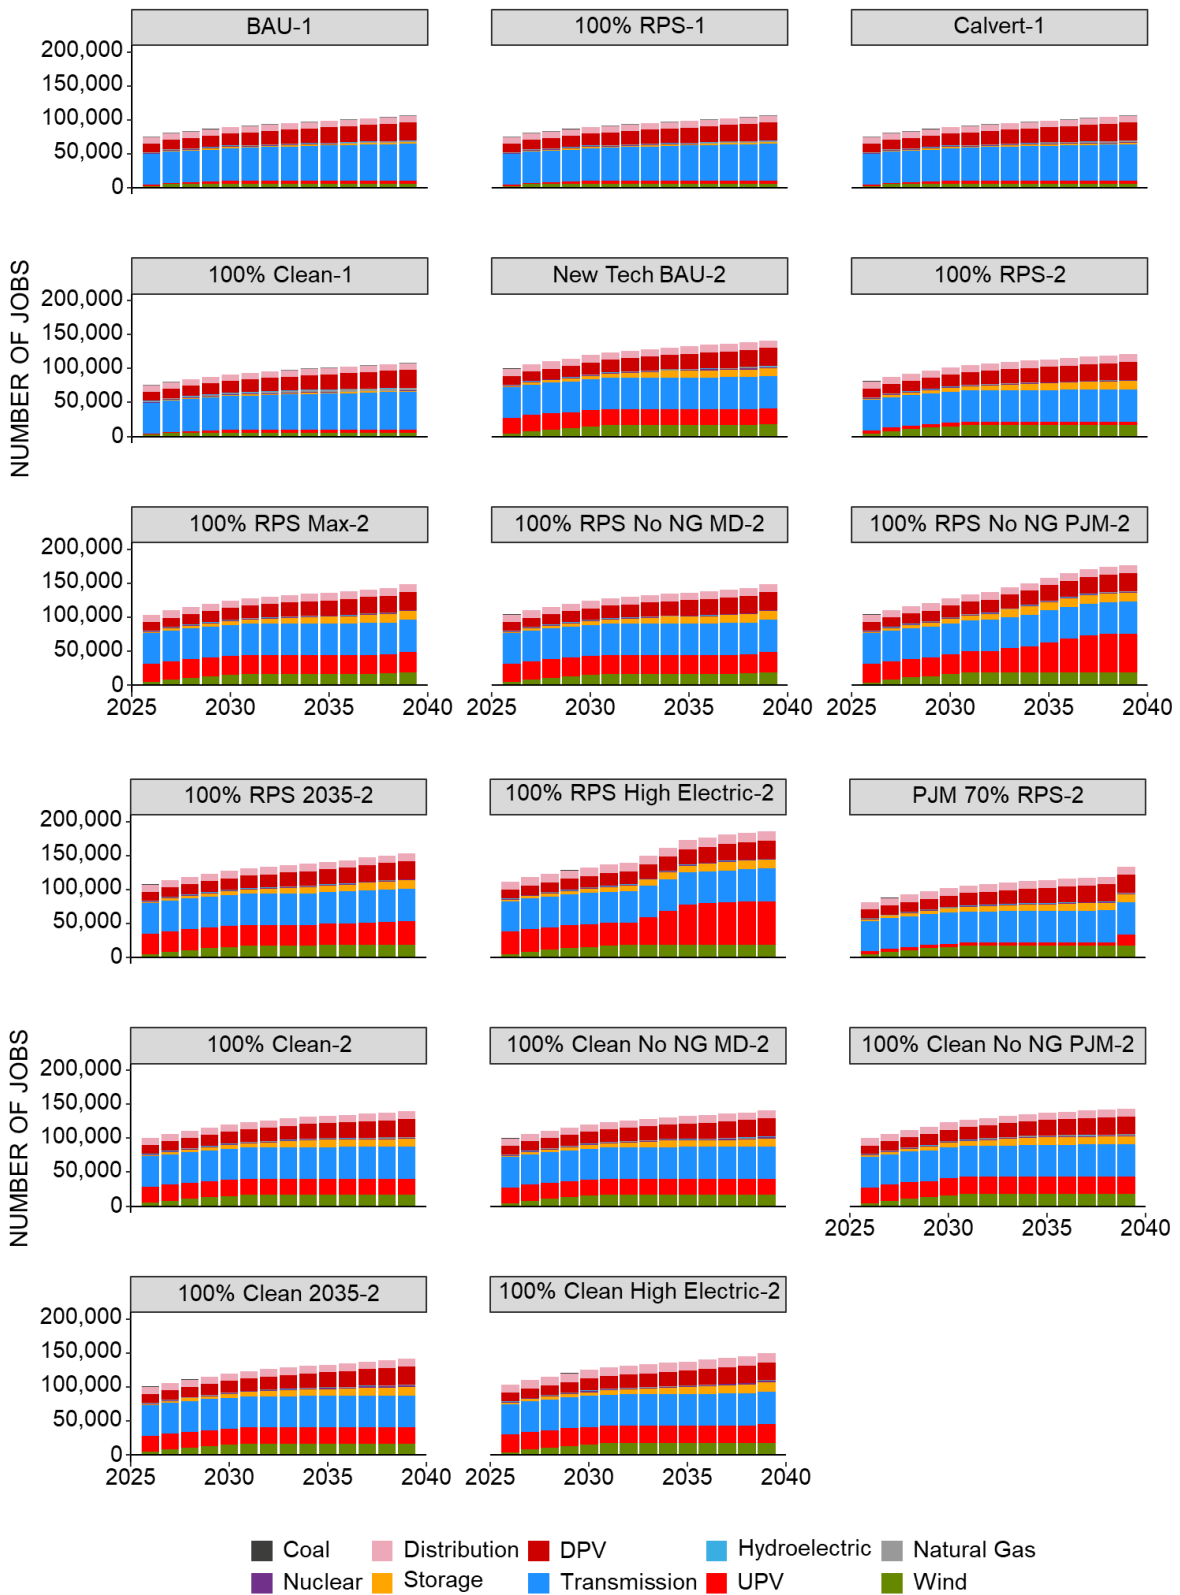 BAU-1
100% RPS-1
Calvert-1
200,000
150,000
100,000
50,000
0
NUMBER OF JOBS
100% Clean-1
New Tech BAU-2
100% RPS-2
200,000
150,000
100,000
50,000
0
100% RPS Max-2
100% RPS No NG MD-2
100% RPS No NG PJM-2
200,000
150,000
100,000
50,000
0
2025 2030 2035 2040
2025 2030 2035 2040
2025 2030 2035 2040
100% RPS 2035-2
100% RPS High Electric-2
PJM 70% RPS-2
200,000
150,000
100,000
50,000
0
NUMBER OF JOBS
100% Clean-2
100% Clean No NG MD-2
100% Clean No NG PJM-2
200,000
150,000
100,000
50,000
0
2025 2030 2035 2040
100% Clean 2035-2
100% Clean High Electric-2
200,000
150,000
100,000
50,000
0
2025 2030 2035 2040
2025 2030 2035 2040
Coal Distribution DPV Hydroelectric Natural Gas
Nuclear Storage Transmission UPV Wind